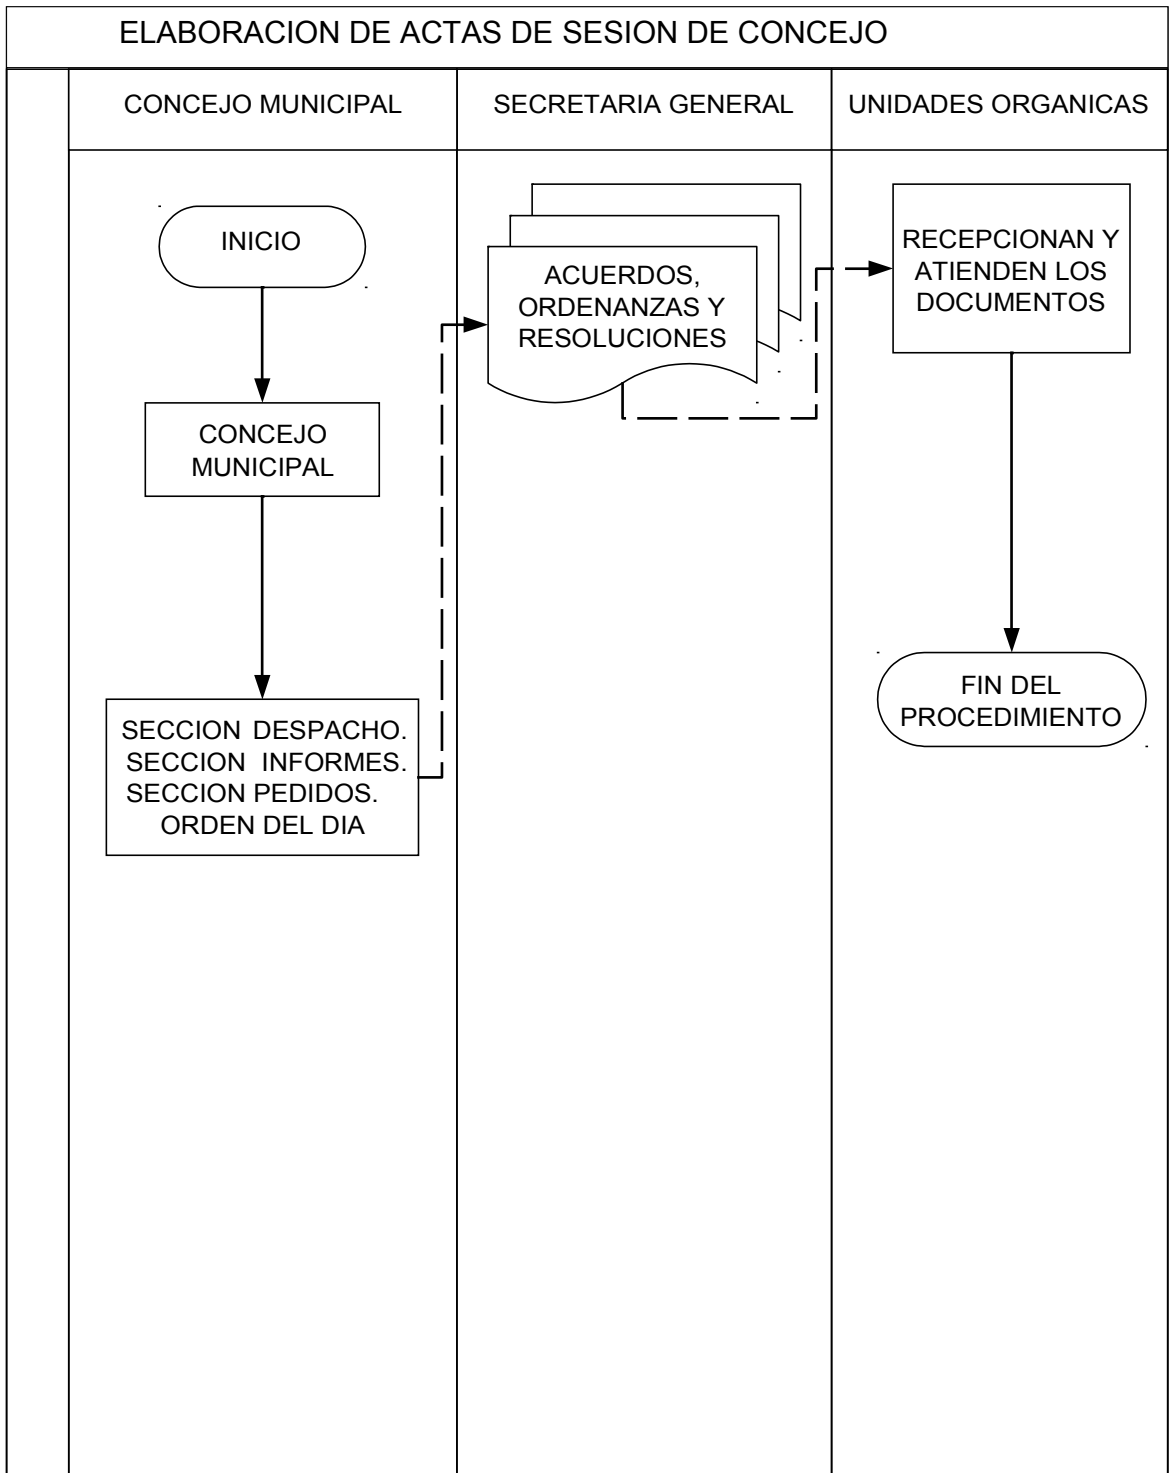 ELABORACION DE ACTAS DE SESION DE CONCEJO
CONCEJO MUNICIPAL
SECRETARIA GENERAL
UNIDADES ORGANICAS
INICIO
CONCEJO
MUNICIPAL
SECCION DESPACHO.
SECCION INFORMES.
SECCION PEDIDOS.
ORDEN DEL DIA
ACUERDOS,
ORDENANZAS Y
RESOLUCIONES
RECEPCIONAN Y
ATIENDEN LOS
DOCUMENTOS
FIN DEL
PROCEDIMIENTO